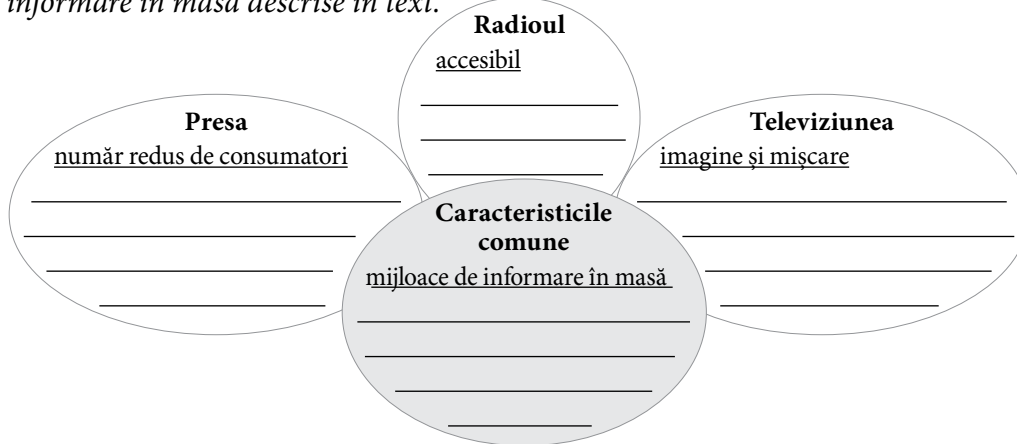 informare în masă descrise în text.
Radioul
accesibil
Presa
număr redus de consumatori
Televiziunea
imagine și mișcare
Caracteristicile
comune
mijloace de informare în masă